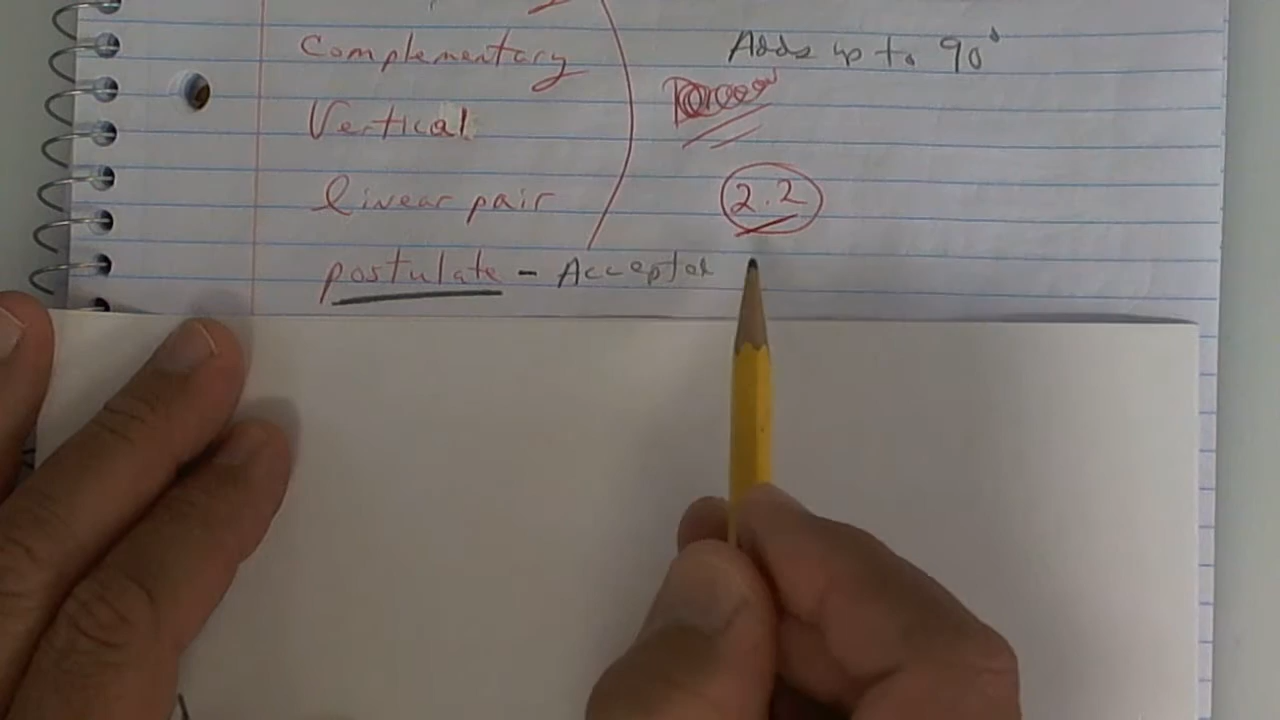 Complementary Adds up to 90°
Vertical
linear pair 2.2
postulate - Accepted